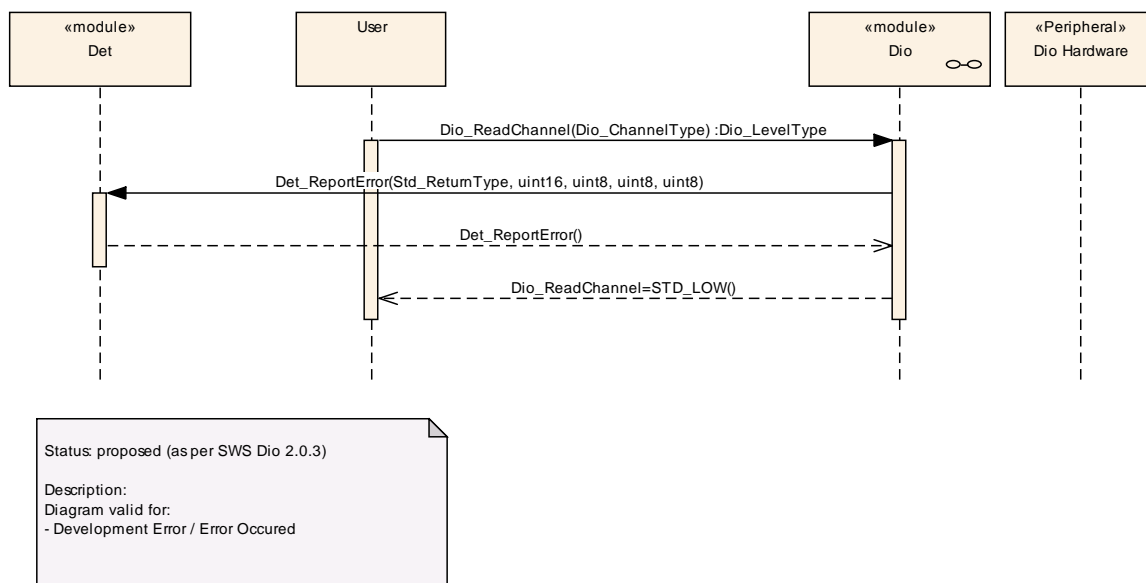 «module»
Det
User
«module»
Dio
«Peripheral»
Dio Hardware
Dio_ReadChannel(Dio_ChannelType) :Dio_LevelType
Det_ReportError(Std_ReturnType, uint16, uint8, uint8, uint8)
Det_ReportError()
Dio_ReadChannel=STD_LOW()
Status: proposed (as per SWS Dio 2.0.3)
Description:
Diagram valid for:
- Development Error / Error Occured